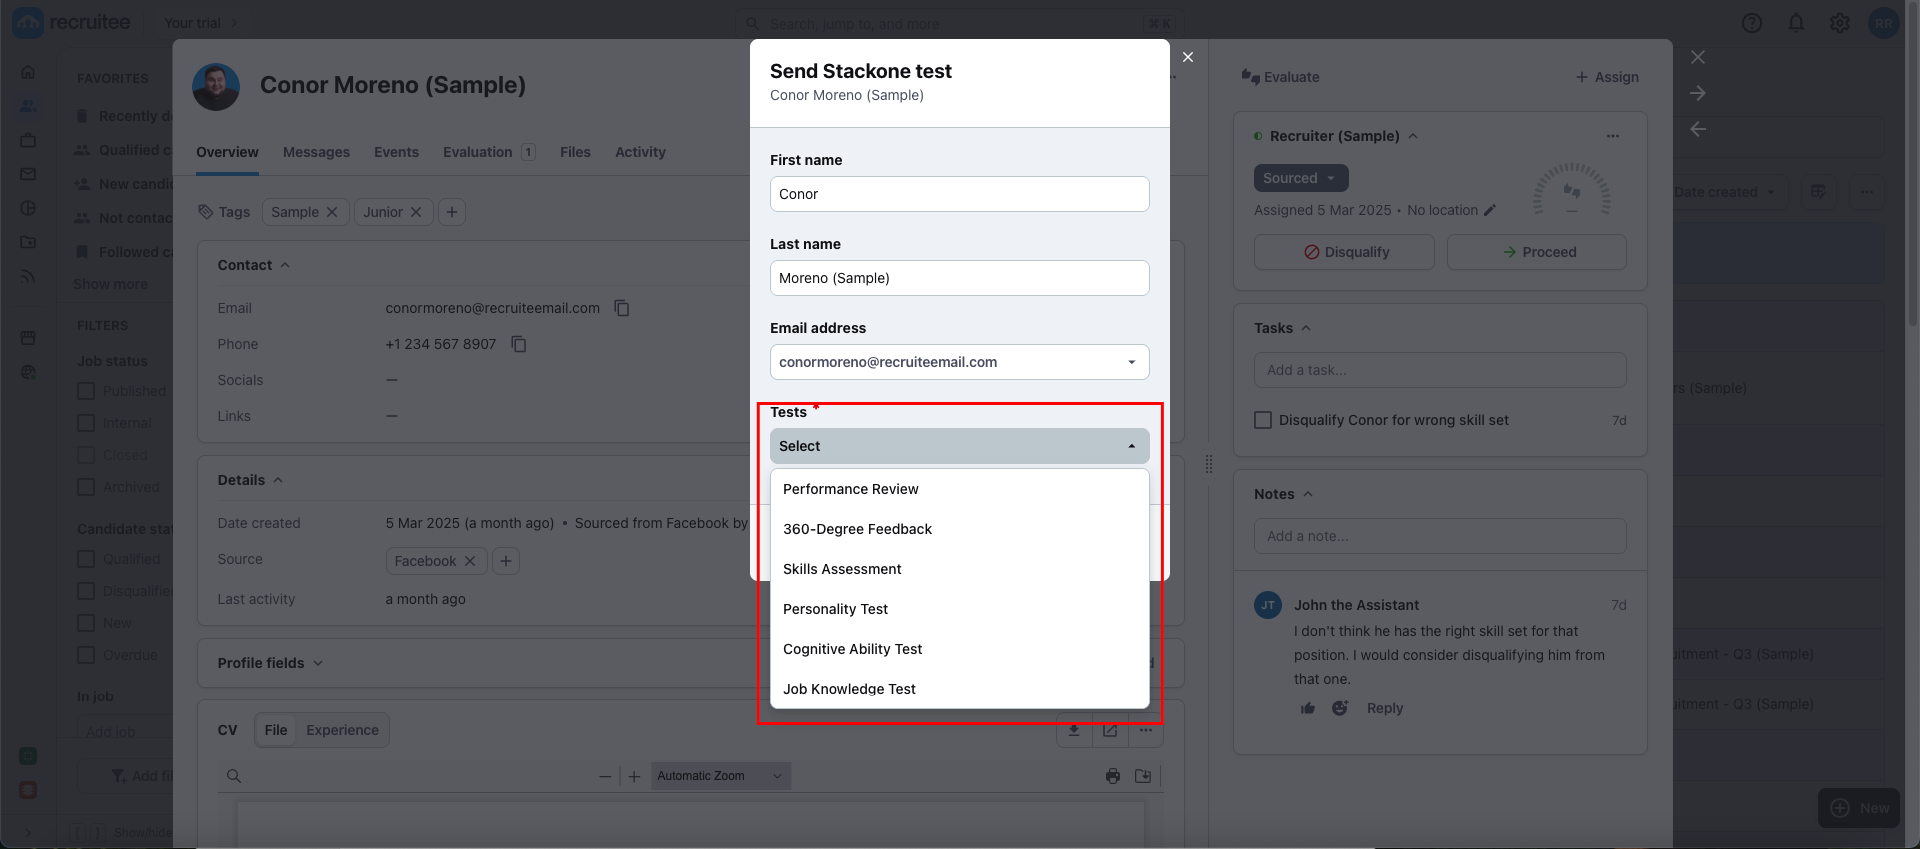 recruitee
Your trial
Search, jump to, and more
⌘ K
RR
FAVORITES
Recently
Qualified
New
Not
Followed
Show more
FILTERS
Job status
Published
Internal
Closed
Archived
Candidate
Qualified
Disqualified
New
Overdue
In job
Add job
Add
Show/hide
Conor Moreno (Sample)
Overview
Messages
Events
Evaluation 1
Files
Activity
Tags
Sample
Junior
Contact
Email
conormoreno@recruiteemail.com
Phone
+1 234 567 8907
Socials
—
Links
—
Details
Date created
5 Mar 2025 (a month ago) • Sourced from Facebook by
Source
Facebook
Last activity
a month ago
Profile fields
CV
File
Experience
Automatic Zoom
Send Stackone test
Conor Moreno (Sample)
First name
Conor
Last name
Moreno (Sample)
Email address
conormoreno@recruiteemail.com
Tests *
Select
Performance Review
360-Degree Feedback
Skills Assessment
Personality Test
Cognitive Ability Test
Job Knowledge Test
Evaluate
+ Assign
Recruiter (Sample)
Sourced
Assigned 5 Mar 2025 • No location
Disqualify
Proceed
Tasks
Add a task...
Disqualify Conor for wrong skill set
7d
Notes
Add a note...
JT
John the Assistant
7d
I don't think he has the right skill set for that
position. I would consider disqualifying him from
that one.
Reply
Date created
(Sample)
- Q3 (Sample)
- Q3 (Sample)
New